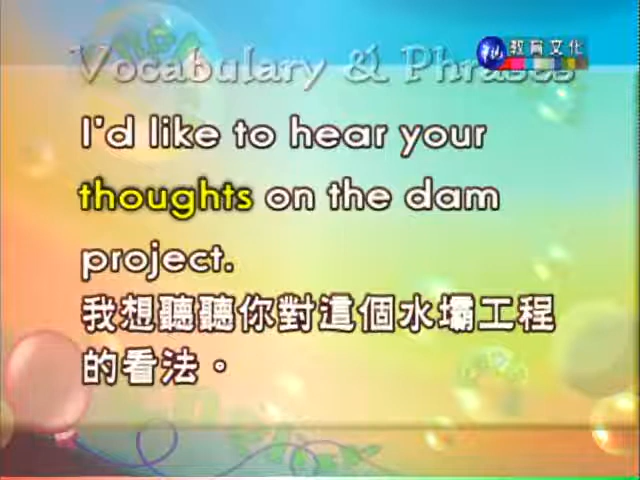 教育文化
Vocabulary & Phrases
I'd like to hear your
thoughts on the dam
project.
我想聽聽你對這個水壩工程
的看法。